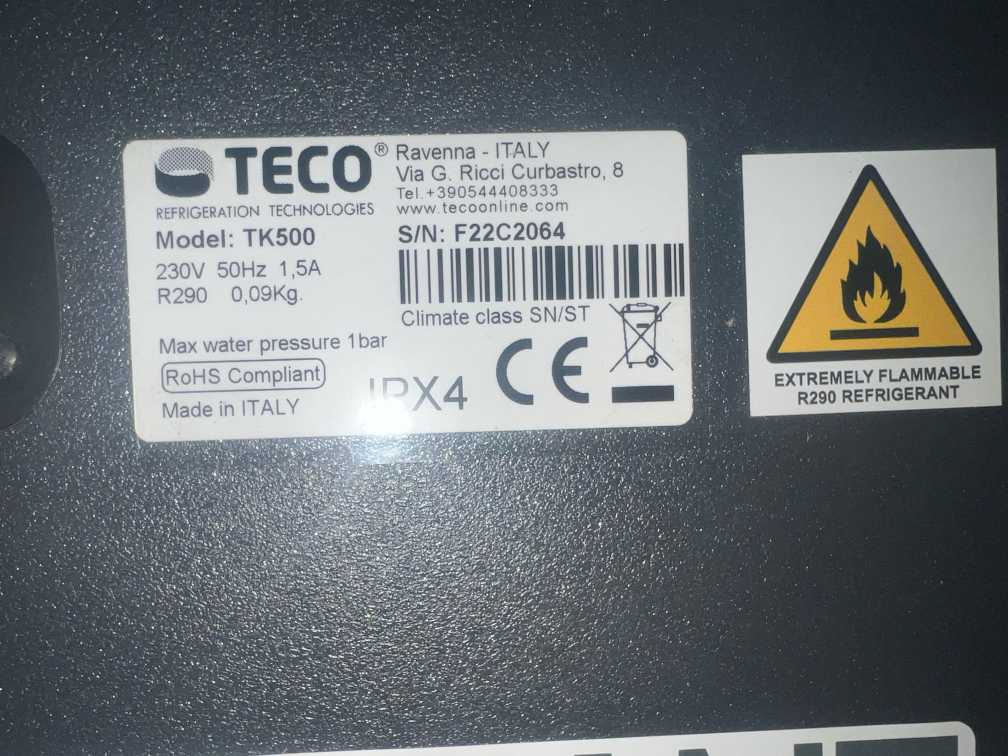 TECO®
REFRIGERATION TECHNOLOGIES
Ravenna - ITALY
Via G. Ricci Curbastro, 8
Tel.+390544408333
www.tecoonline.com
Model: TK500
S/N: F22C2064
230V 50Hz 1,5A
R290 0,09Kg.
Climate class SN/ST
Max water pressure 1bar
RoHS Compliant
IPX4
CE
Made in ITALY
EXTREMELY FLAMMABLE
R290 REFRIGERANT